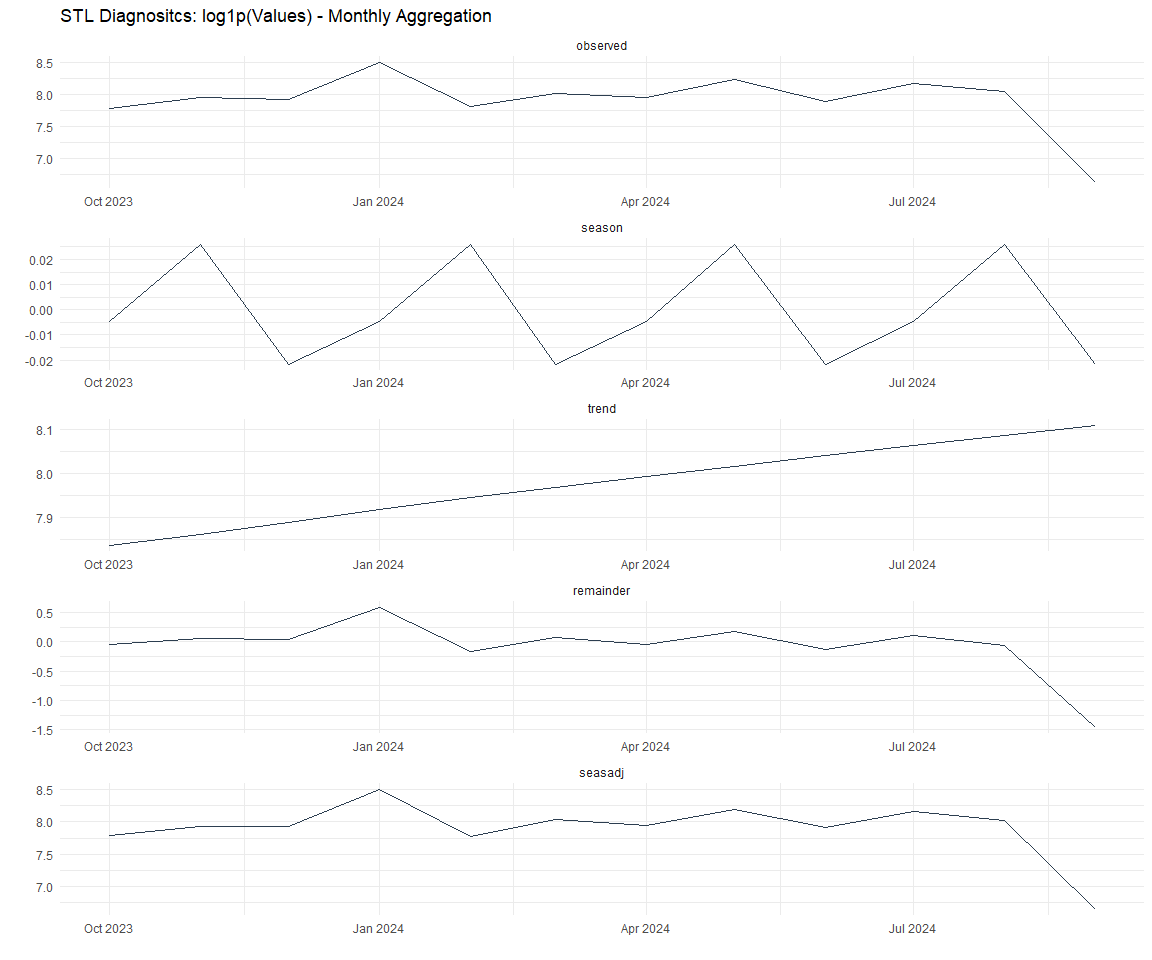 STL Diagnositcs: log1p(Values) - Monthly Aggregation
observed
8.5
8.0
7.5
7.0
Oct 2023 Jan 2024 Apr 2024 Jul 2024
season
0.02
0.01
0.00
-0.01
-0.02
Oct 2023 Jan 2024 Apr 2024 Jul 2024
trend
8.1
8.0
7.9
Oct 2023 Jan 2024 Apr 2024 Jul 2024
remainder
0.5
0.0
-0.5
-1.0
-1.5
Oct 2023 Jan 2024 Apr 2024 Jul 2024
seasadj
8.5
8.0
7.5
7.0
Oct 2023 Jan 2024 Apr 2024 Jul 2024